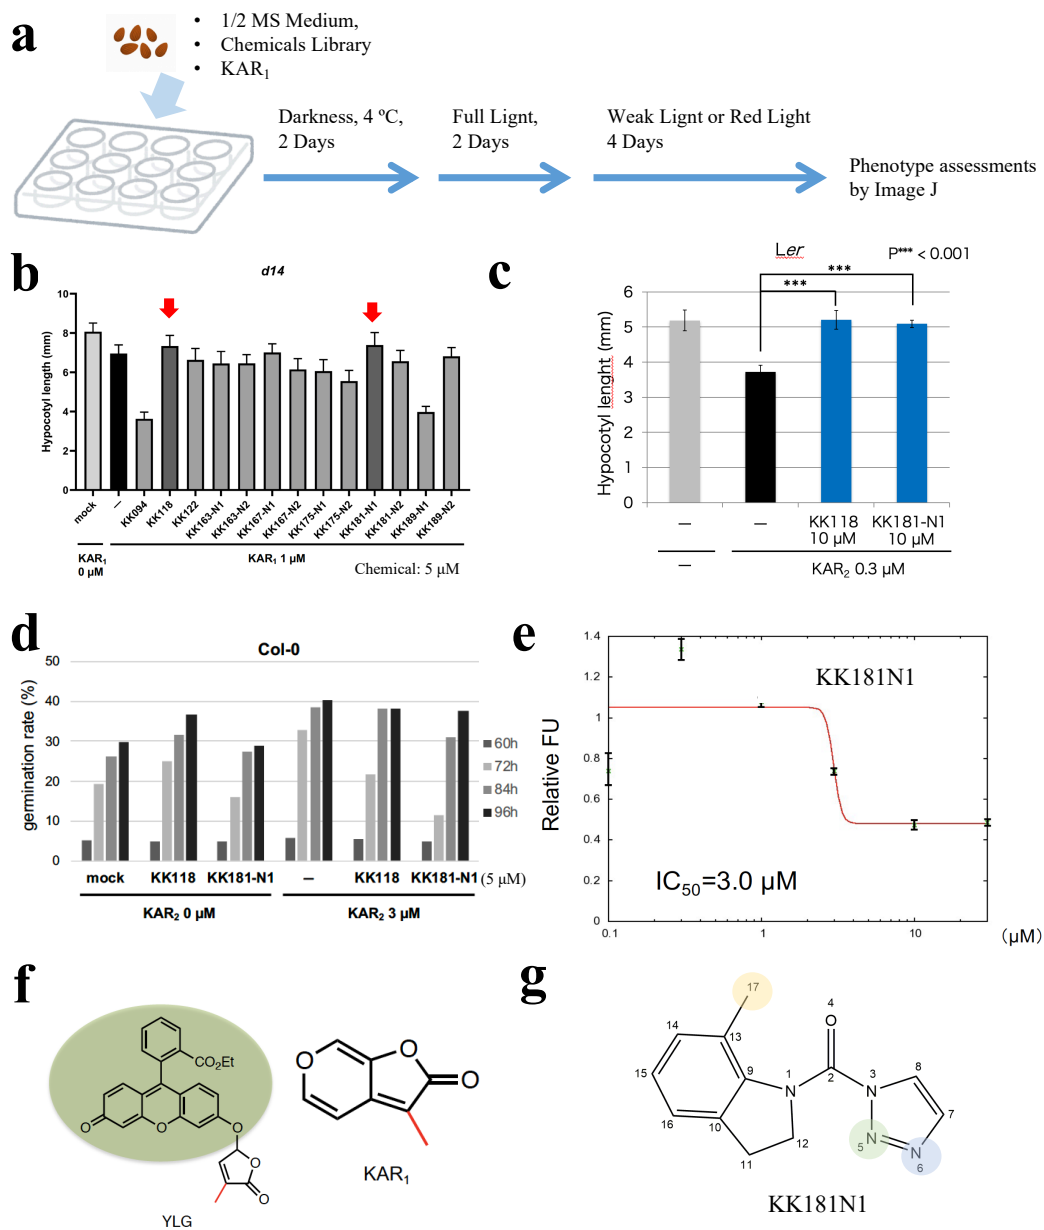 a
• 1/2 MS Medium,
• Chemicals Library
• KAR1
Darkness, 4 ºC,
2 Days
Full Lignt,
2 Days
Weak Lignt or Red Light
4 Days
Phenotype assessments
by Image J
b
d14
Hypocotyl length (mm)
10
8
6
4
2
0
mock
—
KK094
KK118
KK122
KK163-N1
KK163-N2
KK167-N1
KK167-N2
KK175-N1
KK175-N2
KK181-N1
KK181-N2
KK189-N1
KK189-N2
KAR1
0 μM
KAR1 1 μM
Chemical: 5 μM
c
Ler
P*** < 0.001
***
***
Hypocotyl lenght (mm)
6
5
4
3
2
1
0
—
—
KK118
10 μM
KK181-N1
10 μM
—
KAR2 0.3 μM
d
Col-0
germination rate (%)
50
40
30
20
10
0
60h
72h
84h
96h
mock
KK118
KK181-N1
—
KK118
KK181-N1
(5 μM)
KAR2 0 μM
KAR2 3 μM
e
KK181N1
Relative FU
1.4
1.2
1
0.8
0.6
0.4
0.2
0
IC50=3.0 μM
0.1
1
10
(μM)
f
CO2Et
O
O
O
O
O
YLG
O
O
O
KAR1
g
17
4
O
14
13
15
9
1
N
2
3
N
8
7
16
10
12
11
N
5
N
6
KK181N1